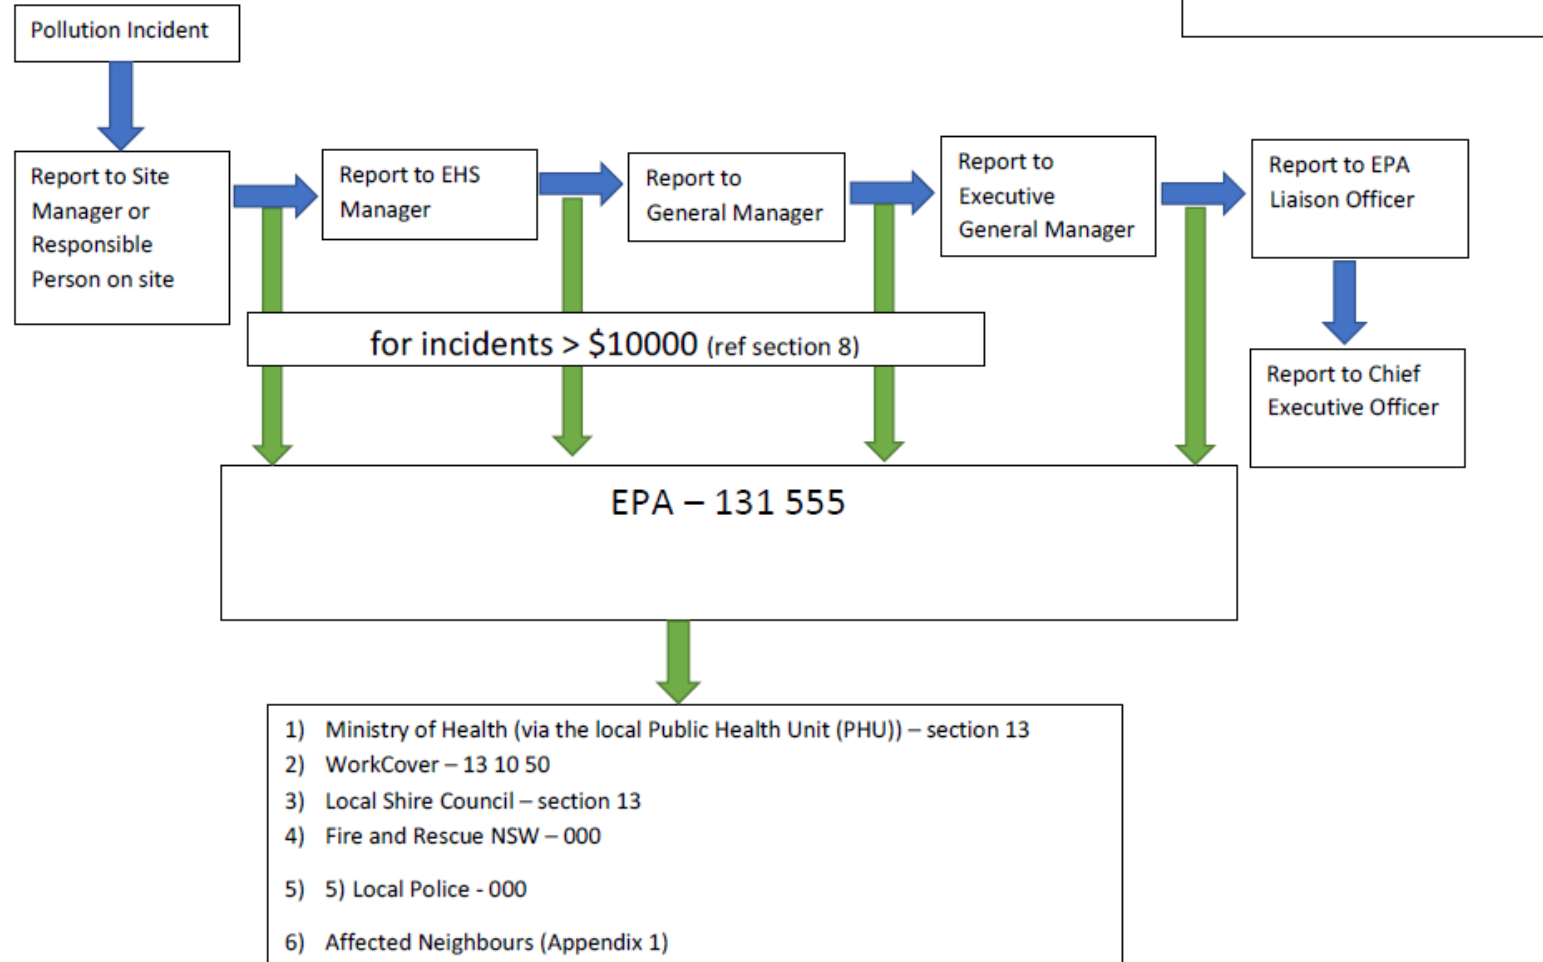 Pollution Incident
Report to Site
Manager or
Responsible
Person on site
Report to EHS
Manager
Report to
General Manager
Report to
Executive
General Manager
Report to EPA
Liaison Officer
for incidents > $10000 (ref section 8)
Report to Chief
Executive Officer
EPA – 131 555
1) Ministry of Health (via the local Public Health Unit (PHU)) – section 13
2) WorkCover – 13 10 50
3) Local Shire Council – section 13
4) Fire and Rescue NSW – 000
5) 5) Local Police - 000
6) Affected Neighbours (Appendix 1)